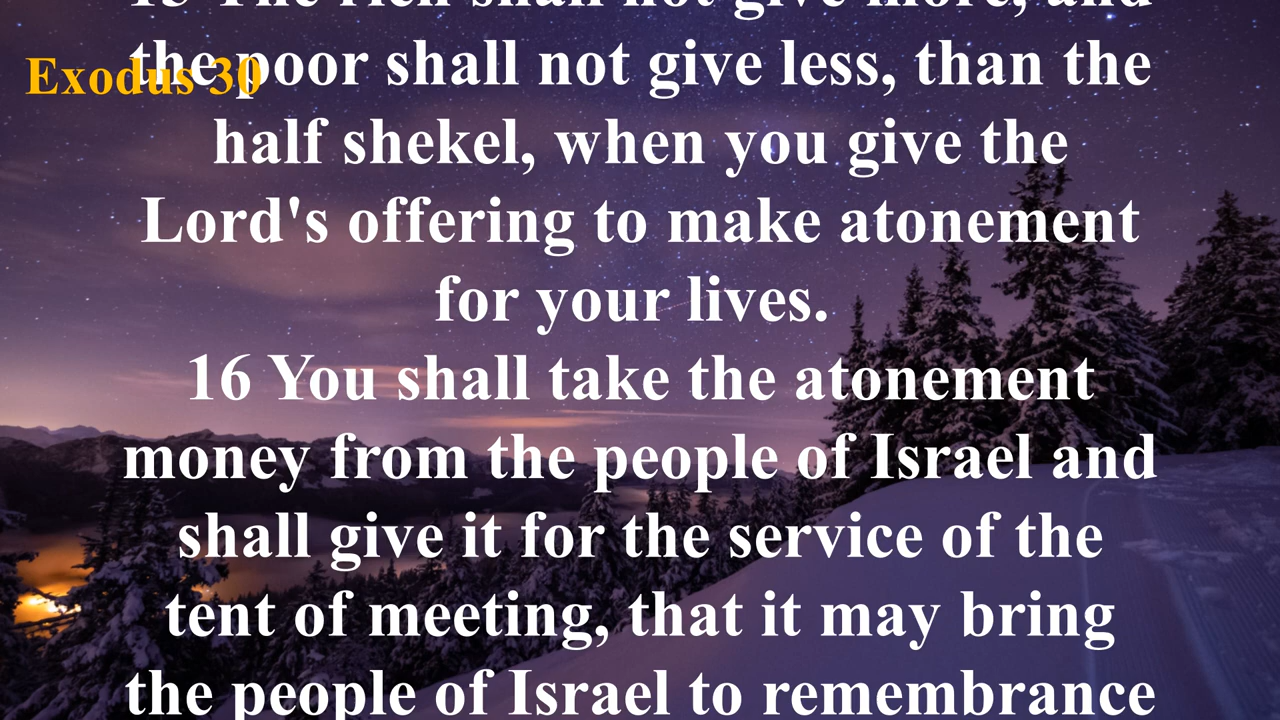 15 The rich shall not give more, and
the poor shall not give less, than the
Exodus 30
half shekel, when you give the
Lord's offering to make atonement
for your lives.
16 You shall take the atonement
money from the people of Israel and
shall give it for the service of the
tent of meeting, that it may bring
the people of Israel to remembrance